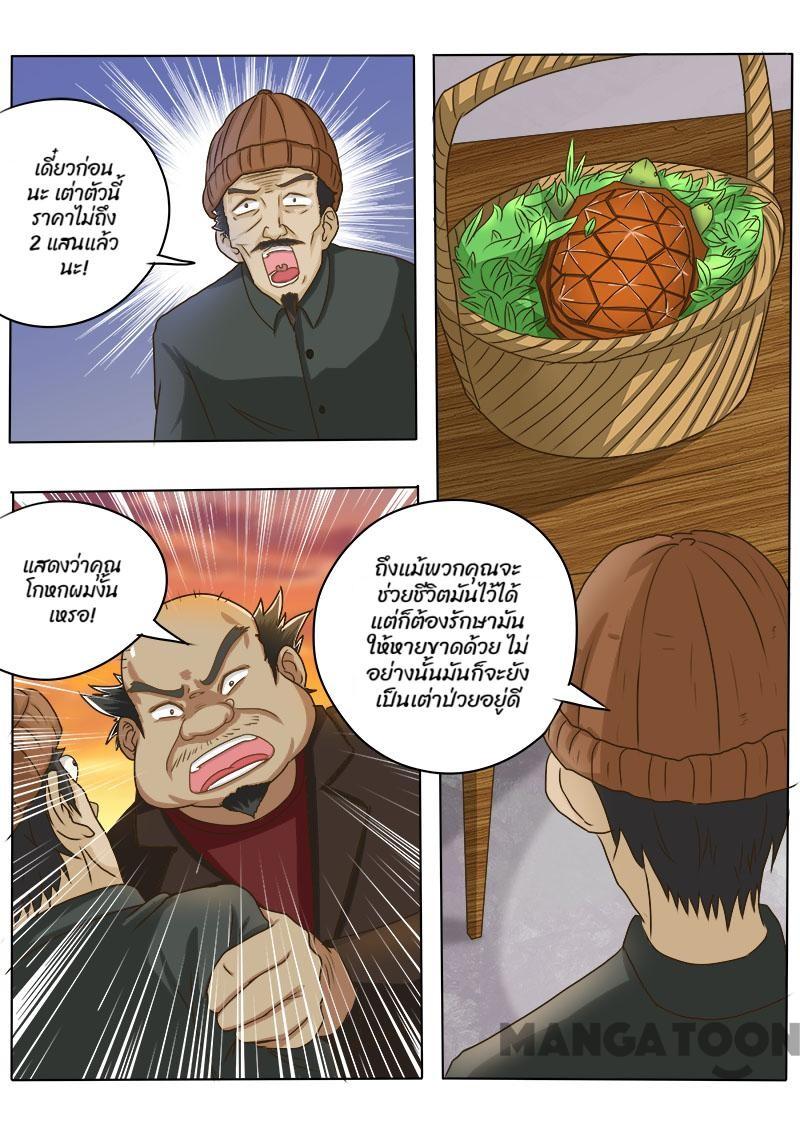 เดี๋ยวก่อน
นะ เต่าตัวนี้
ราคาไม่ถึง
2 แสนแล้ว
นะ!
แสดงว่าคุณ
โกหกผมงั้น
เหรอ!
ถึงแม้พวกคุณจะ
ช่วยชีวิตมันไว้ได้
แต่ก็ต้องรักษามัน
ให้หายขาดด้วย ไม่
อย่างนั้นมันก็จะยัง
เป็นเต่าป่วยอยู่ดี
MANGA TOON